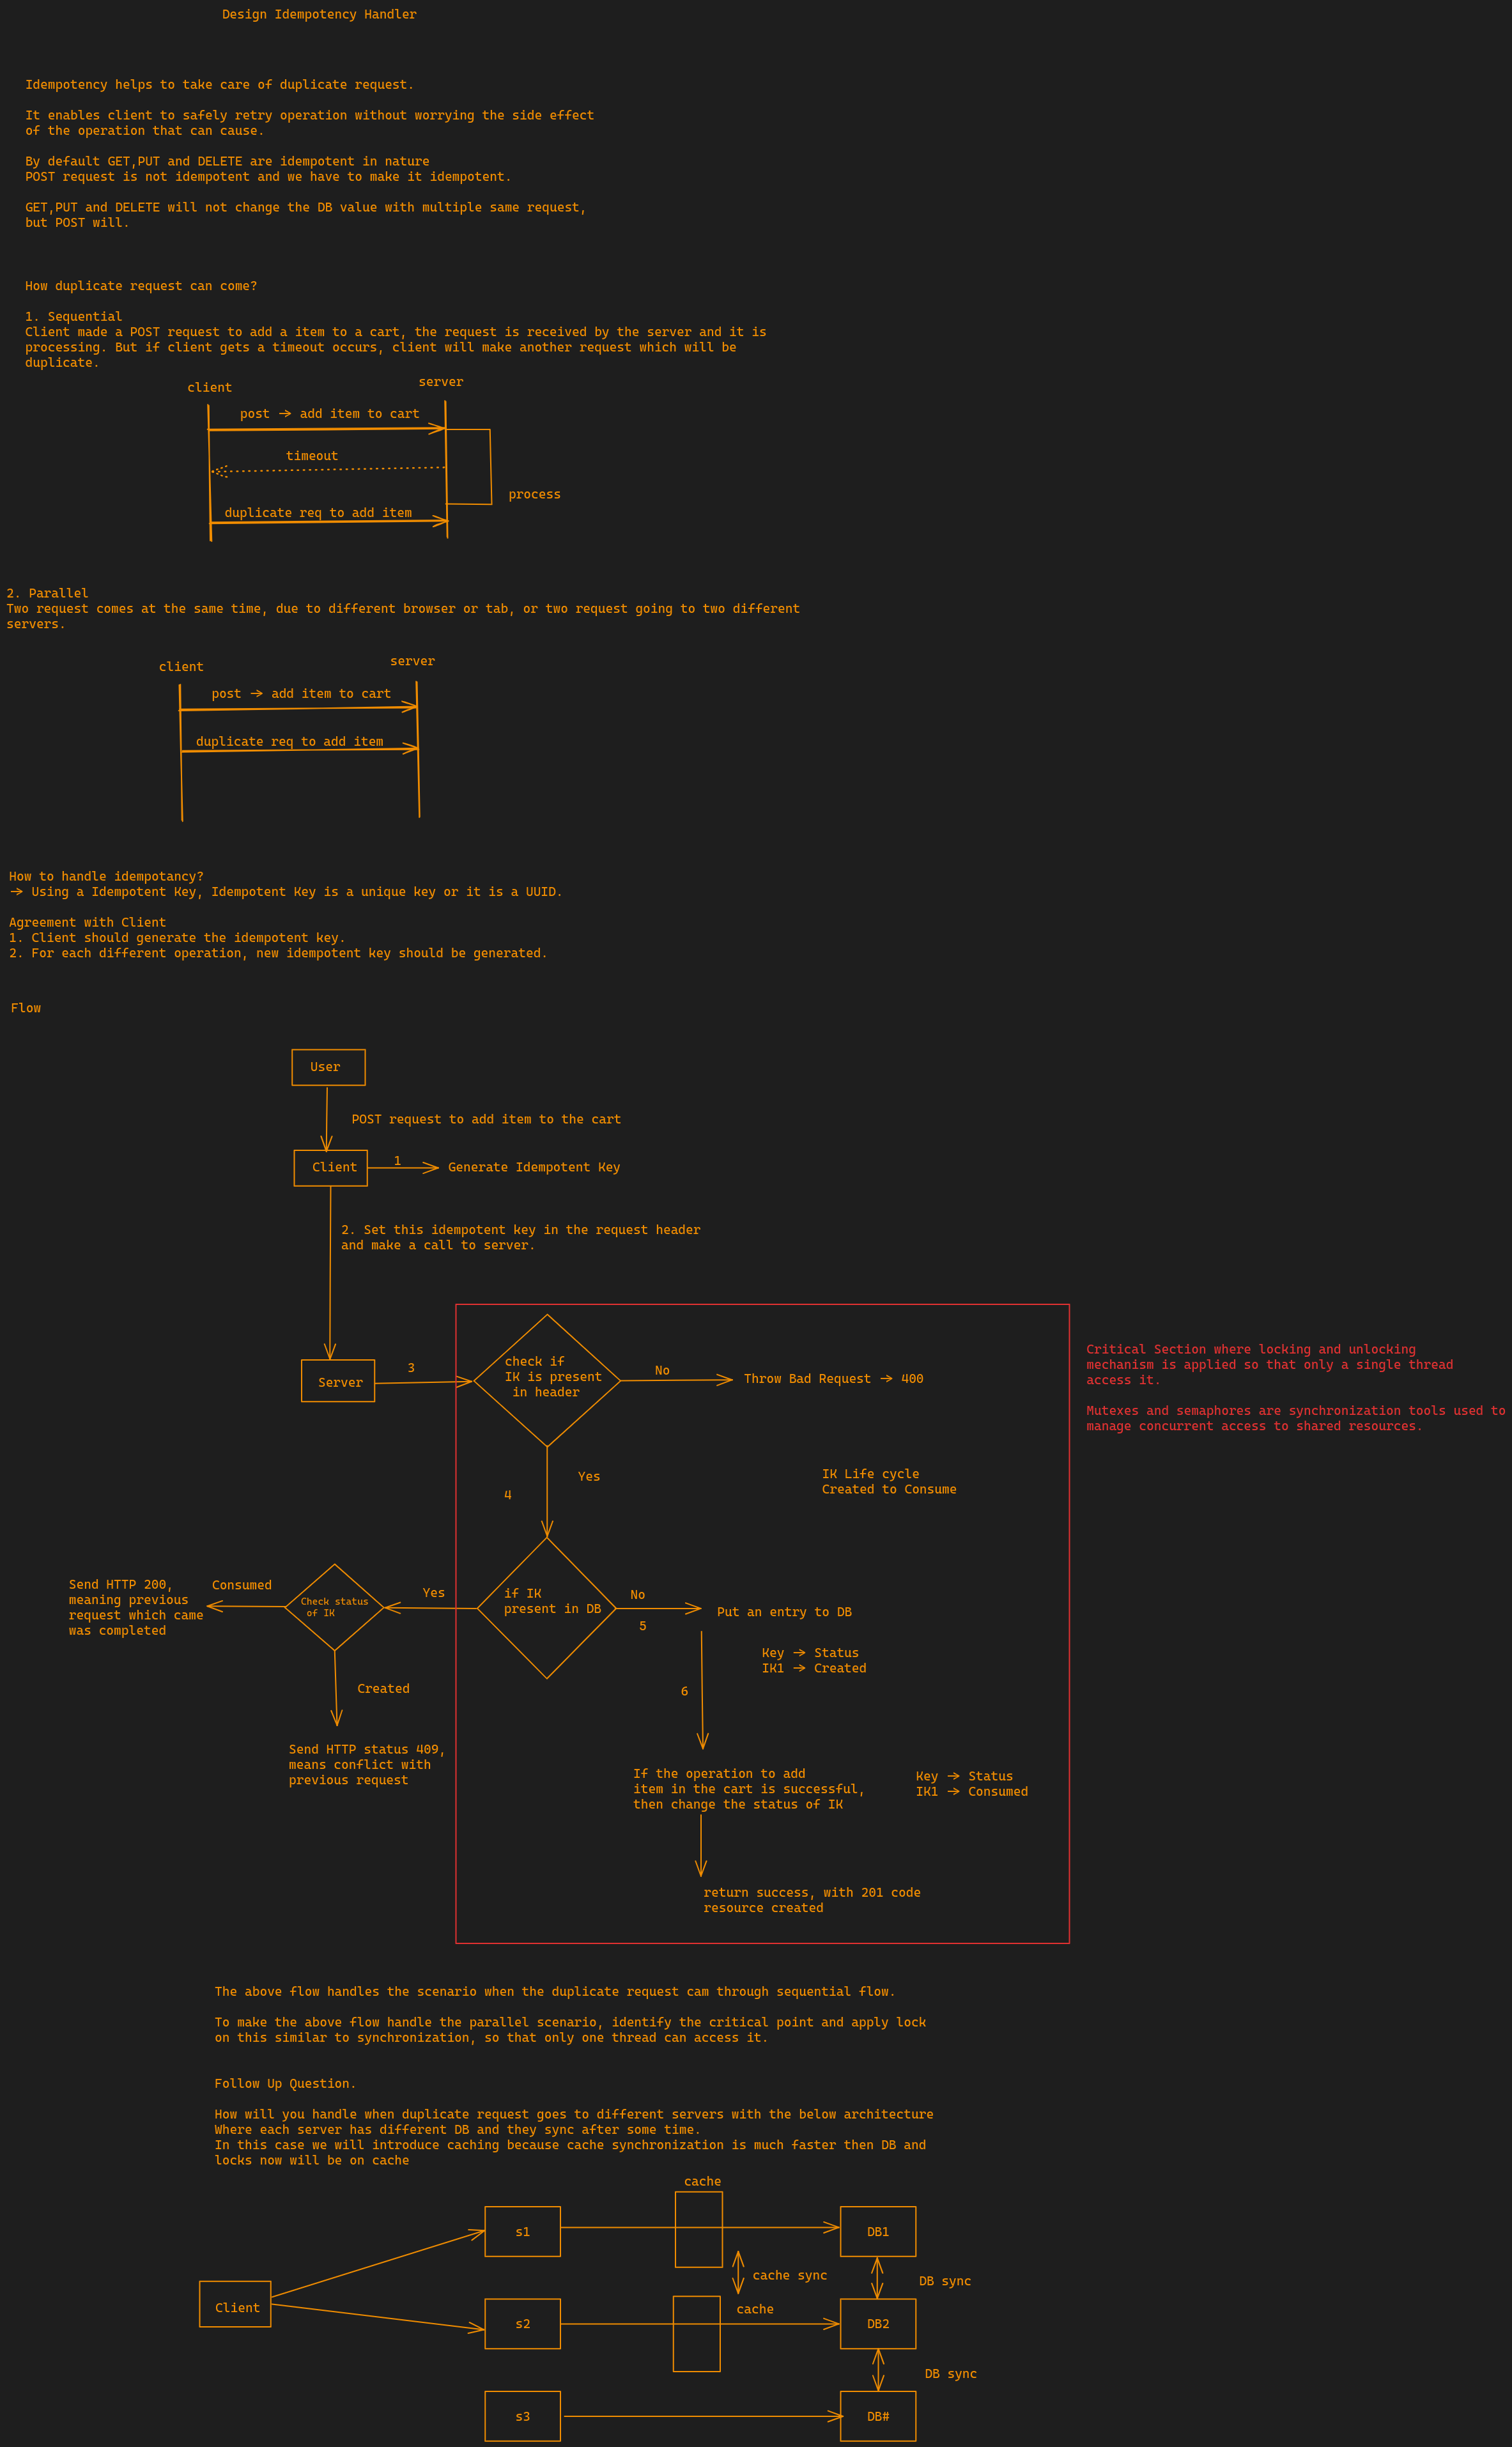 Design Idempotency Handler
Idempotency helps to take care of duplicate request.
It enables client to safely retry operation without worrying the side effect
of the operation that can cause.
By default GET,PUT and DELETE are idempotent in nature
POST request is not idempotent and we have to make it idempotent.
GET,PUT and DELETE will not change the DB value with multiple same request,
but POST will.
How duplicate request can come?
1. Sequential
Client made a POST request to add a item to a cart, the request is received by the server and it is
processing. But if client gets a timeout occurs, client will make another request which will be
duplicate.
client
server
post → add item to cart
timeout
process
duplicate req to add item
2. Parallel
Two request comes at the same time, due to different browser or tab, or two request going to two different
servers.
client
server
post → add item to cart
duplicate req to add item
How to handle idempotancy?
→ Using a Idempotent Key, Idempotent Key is a unique key or it is a UUID.
Agreement with Client
1. Client should generate the idempotent key.
2. For each different operation, new idempotent key should be generated.
Flow
User
POST request to add item to the cart
Client
1
Generate Idempotent Key
2. Set this idempotent key in the request header
and make a call to server.
Server
3
check if
IK is present
in header
No
Throw Bad Request → 400
Critical Section where locking and unlocking
mechanism is applied so that only a single thread
access it.
Mutexes and semaphores are synchronization tools used to
manage concurrent access to shared resources.
Yes
4
IK Life cycle
Created to Consume
if IK
present in DB
Yes
Check status
of IK
Consumed
Send HTTP 200,
meaning previous
request which came
was completed
Created
Send HTTP status 409,
means conflict with
previous request
No
5
Put an entry to DB
Key → Status
IK1 → Created
6
If the operation to add
item in the cart is successful,
then change the status of IK
Key → Status
IK1 → Consumed
return success, with 201 code
resource created
The above flow handles the scenario when the duplicate request cam through sequential flow.
To make the above flow handle the parallel scenario, identify the critical point and apply lock
on this similar to synchronization, so that only one thread can access it.
Follow Up Question.
How will you handle when duplicate request goes to different servers with the below architecture
Where each server has different DB and they sync after some time.
In this case we will introduce caching because cache synchronization is much faster then DB and
locks now will be on cache
cache
s1
DB1
cache sync
DB sync
Client
cache
s2
DB2
DB sync
s3
DB#